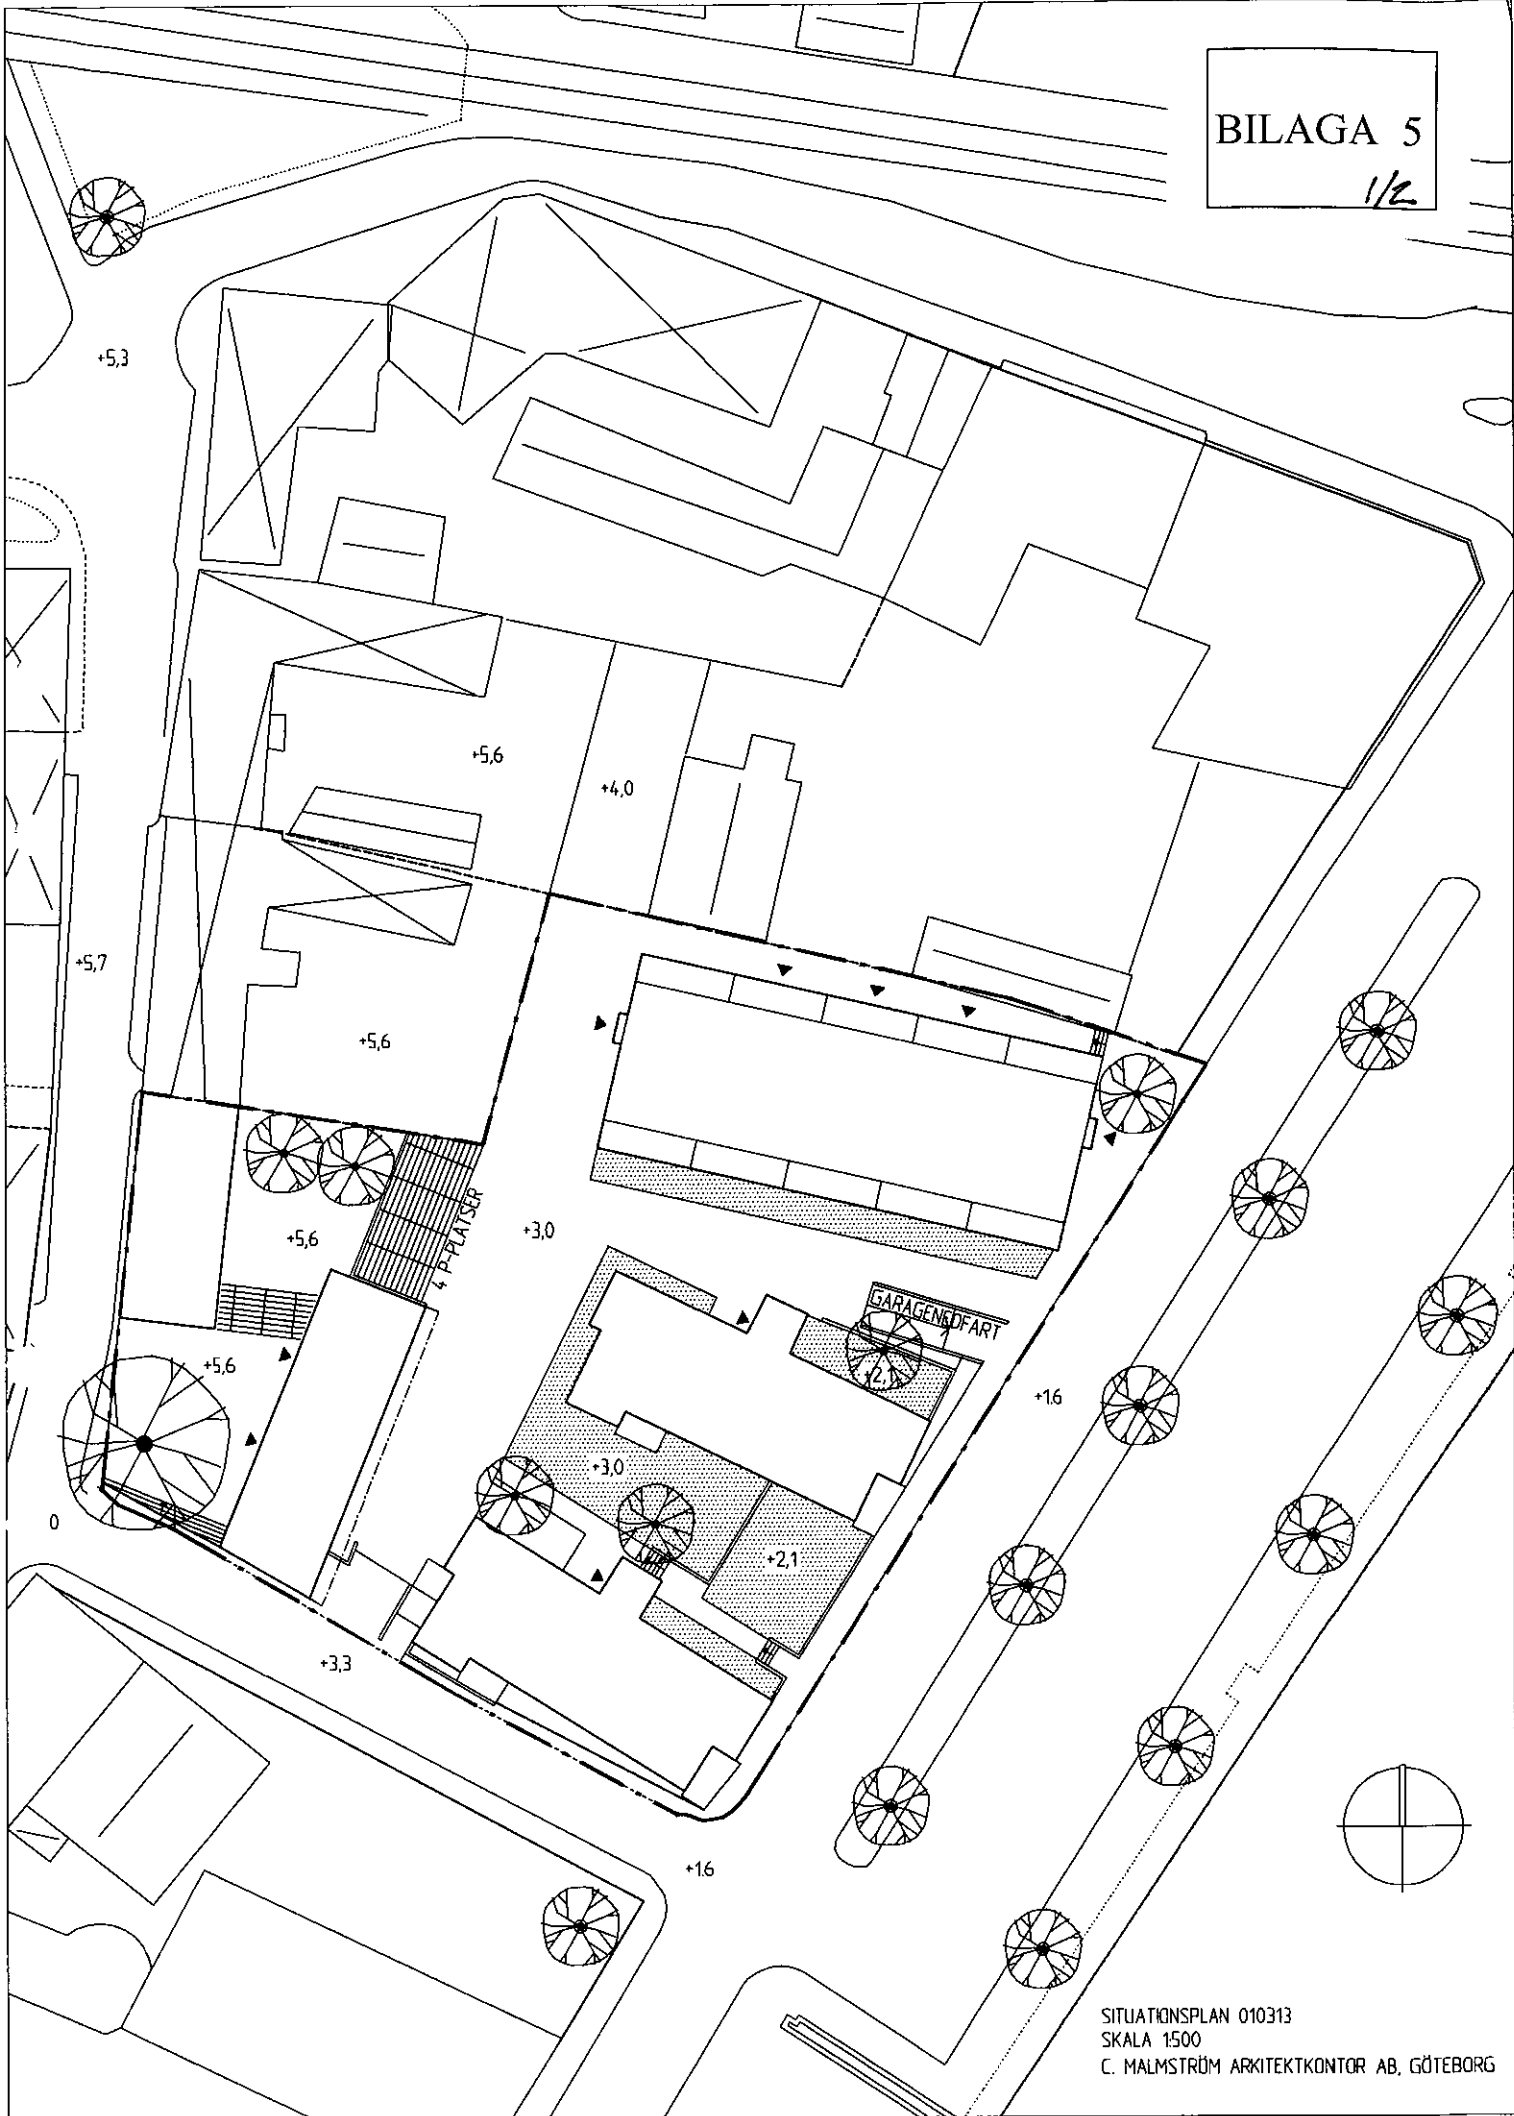 BILAGA 5
1/2
+5,3
+5,6
+4,0
+5,7
+5,6
4 P-PLATSER
+3,0
+5,6
GARAGENEDFART
+5,6
+2,1
+1.6
+3,0
0
+2,1
+3,3
+1.6
SITUATIONSPLAN 010313
SKALA 1:500
C. MALMSTRÖM ARKITEKTKONTOR AB, GÖTEBORG